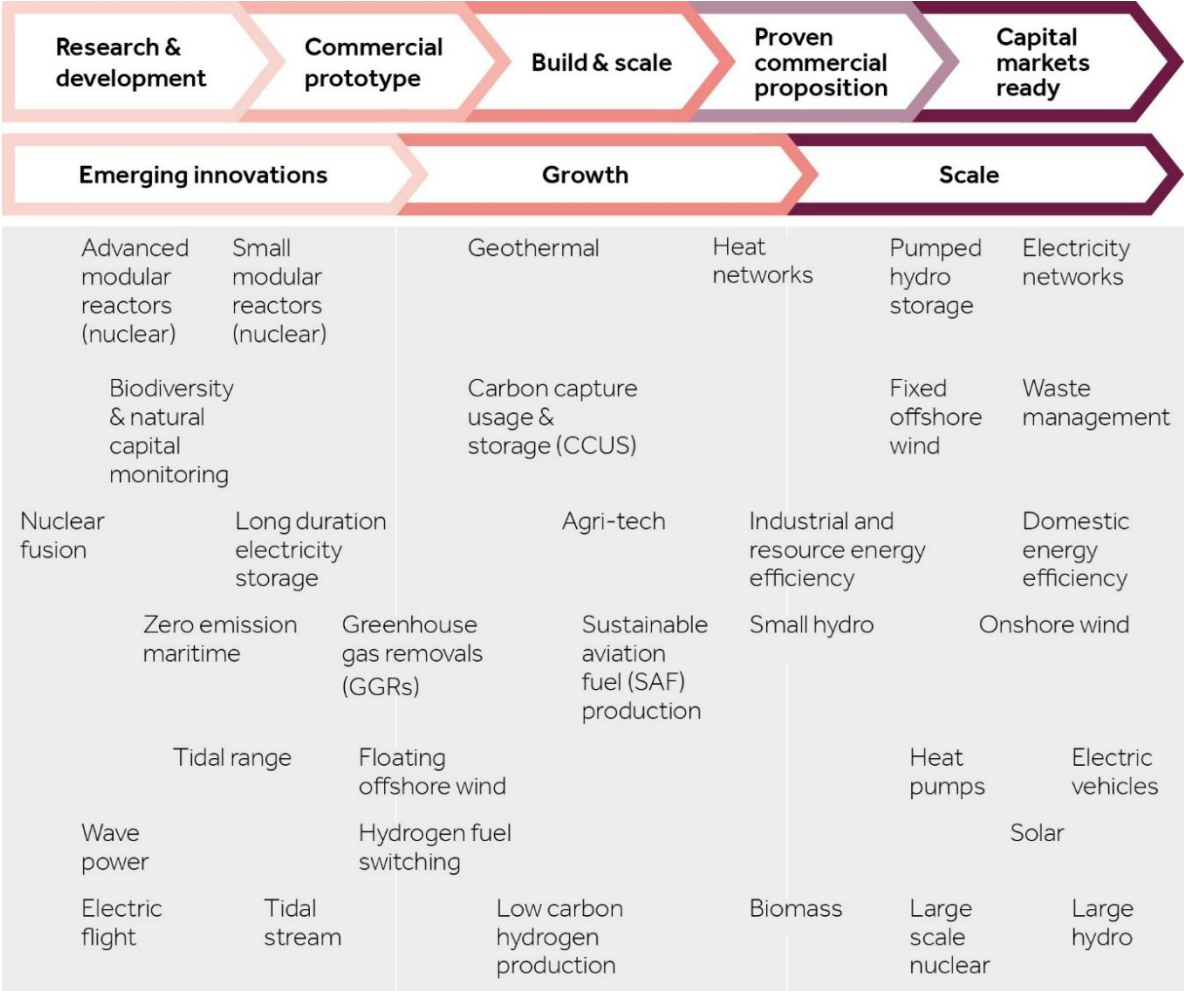 Research &
development
Commercial
prototype
Build & scale
Proven
commercial
proposition
Capital
markets
ready
Emerging innovations
Growth
Scale
Advanced
modular
reactors
(nuclear)
Small
modular
reactors
(nuclear)
Geothermal
Heat
networks
Pumped
hydro
storage
Electricity
networks
Biodiversity
& natural
capital
monitoring
Carbon capture
usage &
storage (CCUS)
Fixed
offshore
wind
Waste
management
Nuclear
fusion
Long duration
electricity
storage
Agri-tech
Industrial and
resource energy
efficiency
Domestic
energy
efficiency
Zero emission
maritime
Greenhouse
gas removals
(GGRs)
Sustainable
aviation
fuel (SAF)
production
Small hydro
Onshore wind
Tidal range
Floating
offshore wind
Heat
pumps
Electric
vehicles
Wave
power
Hydrogen fuel
switching
Solar
Electric
flight
Tidal
stream
Low carbon
hydrogen
production
Biomass
Large
scale
nuclear
Large
hydro